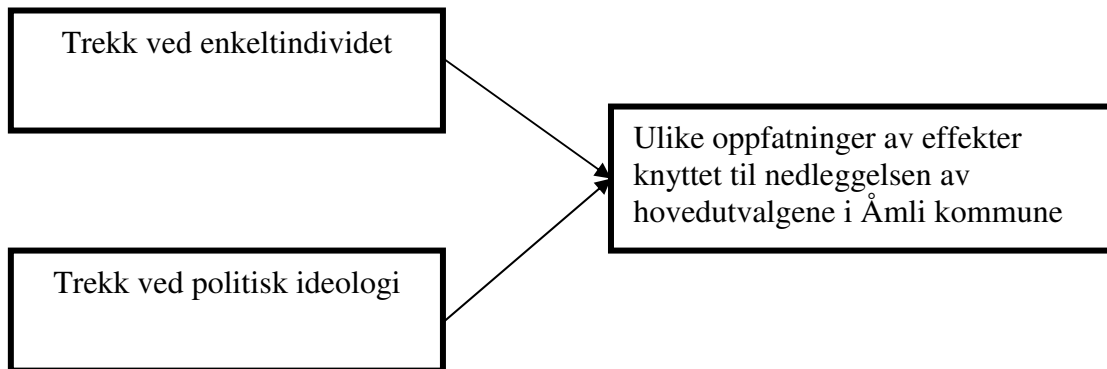 Trekk ved enkeltindividet
Ulike oppfatninger av effekter
knyttet til nedleggelsen av
hovedutvalgene i Åmli kommune
Trekk ved politisk ideologi